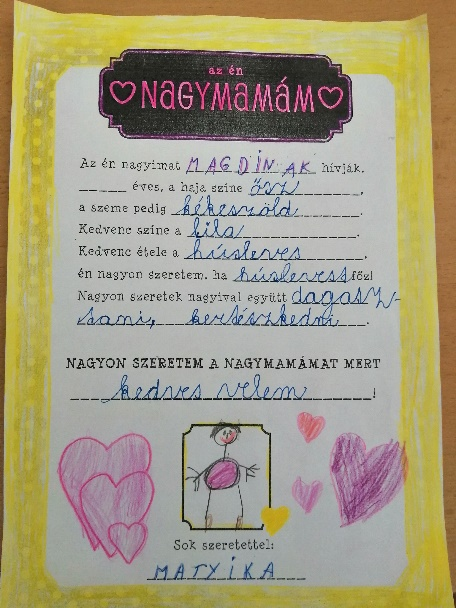 az én
NAGYMAMÁM
Az én nagyimat MAGDINAK hívják.
_____ éves, a haja színe ősz,
a szeme pedig kékeszöld.
Kedvenc színe a lila.
Kedvenc étele a húsleves,
én nagyon szeretem, ha húslevest főz!
Nagyon szeretek nagyival együtt dagasz-
tani, kertészkedni.
NAGYON SZERETEM A NAGYMAMÁMAT MERT
kedves velem!
Sok szeretettel:
MATYIKA